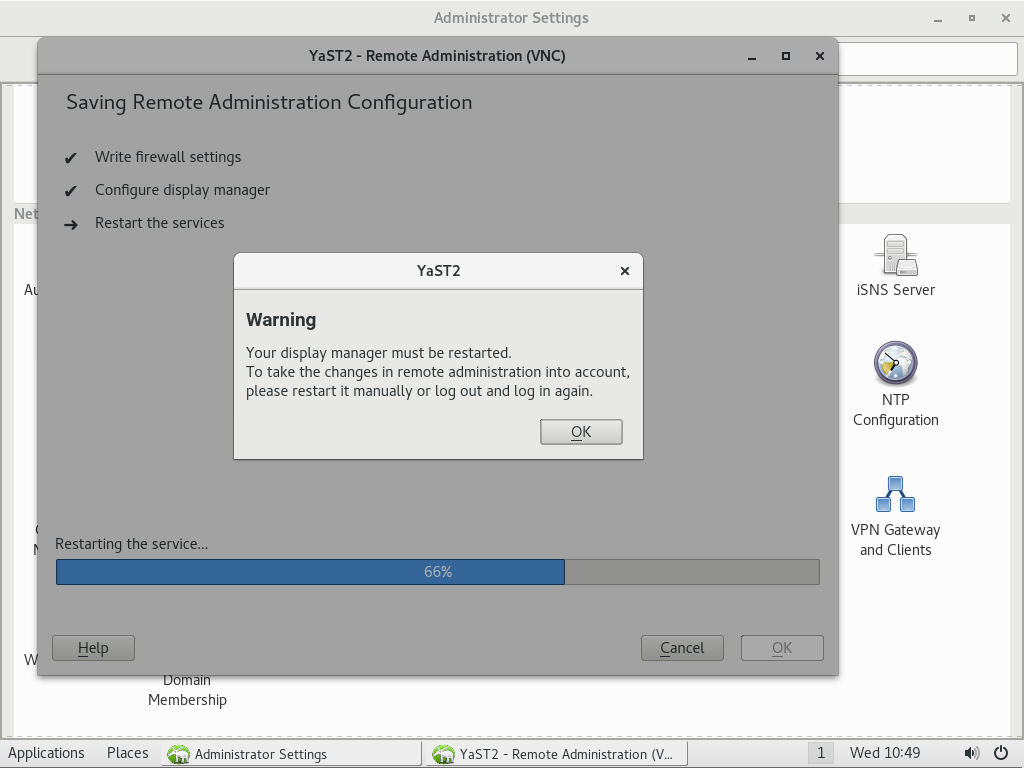 Administrator Settings
YaST2 - Remote Administration (VNC)
Saving Remote Administration Configuration
✔ Write firewall settings
✔ Configure display manager
➔ Restart the services
Net
YaST2
Warning
Your display manager must be restarted.
To take the changes in remote administration into account,
please restart it manually or log out and log in again.
OK
Au
iSNS Server
NTP
Configuration
VPN Gateway
and Clients
Restarting the service...
66%
Help
Cancel
OK
W
Domain
Membership
Applications
Places
Administrator Settings
YaST2 - Remote Administration (V...
1
Wed 10:49